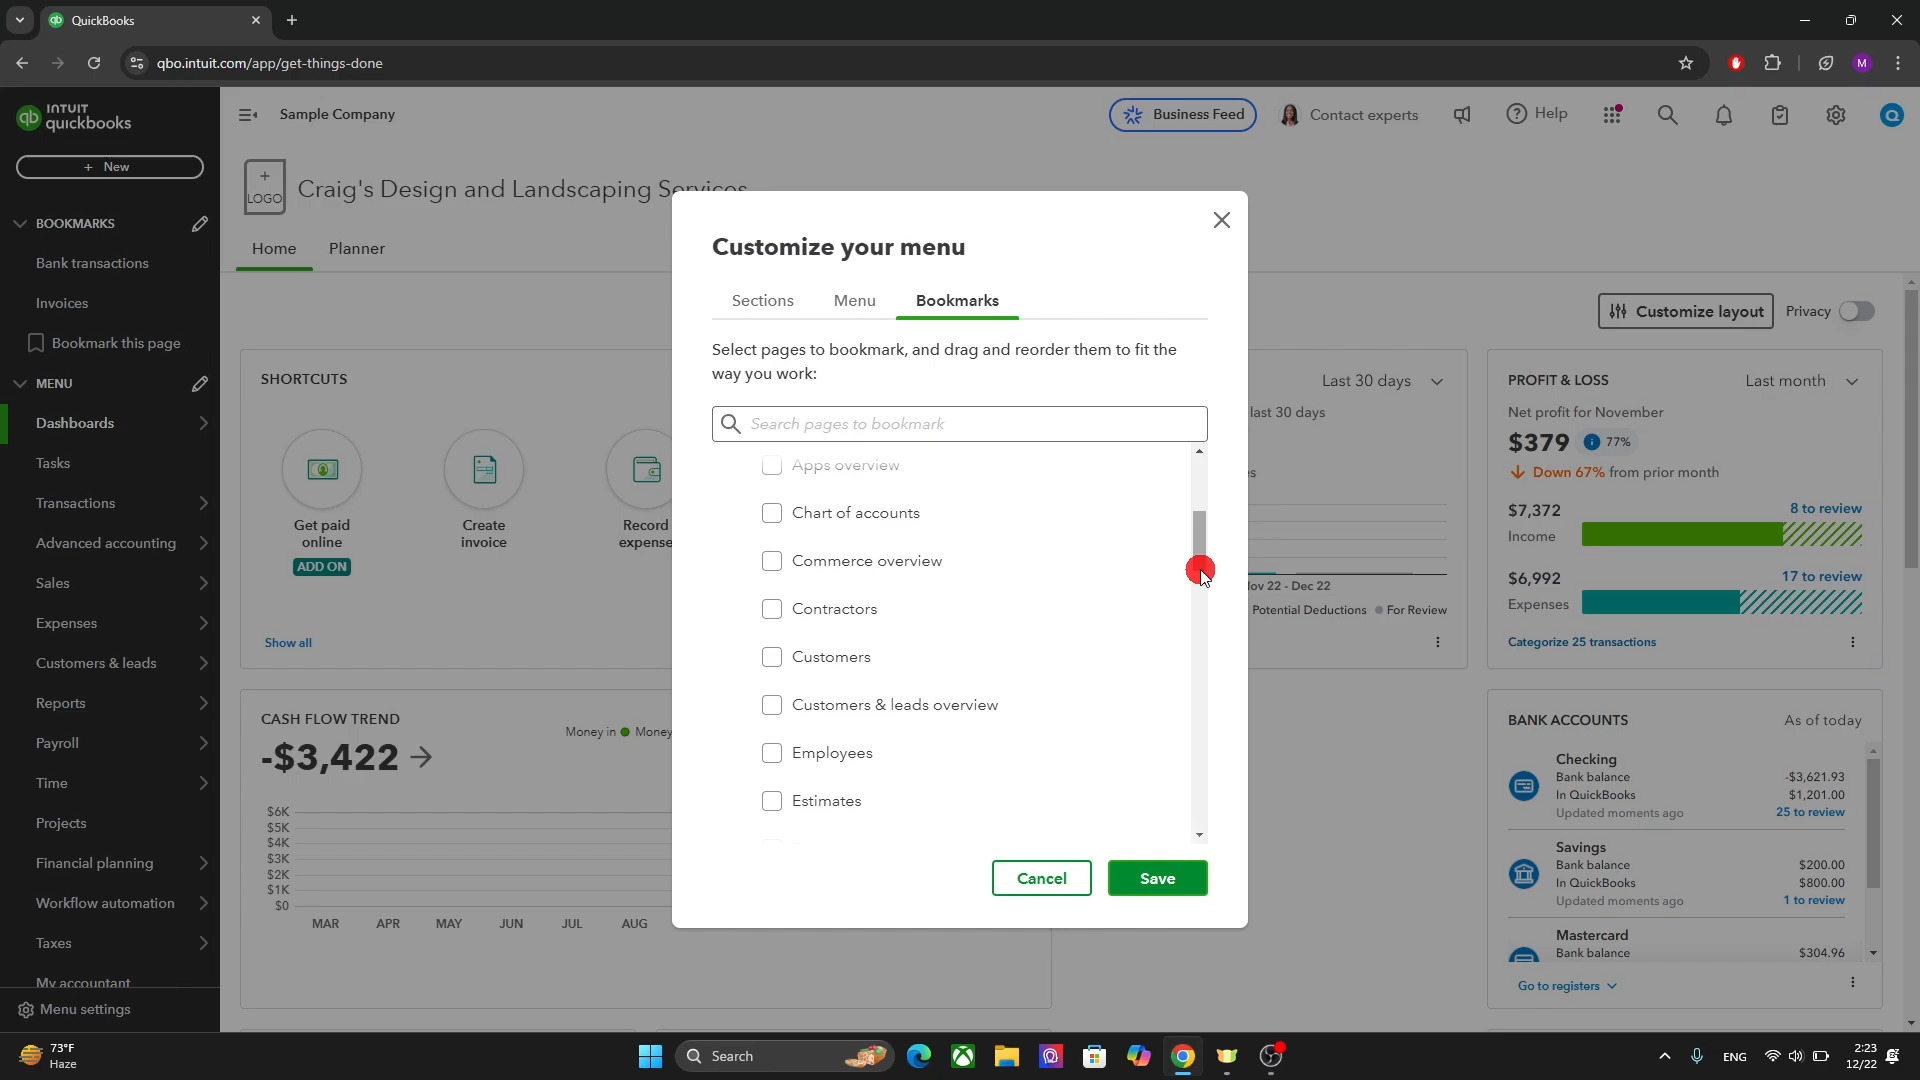 QuickBooks
qbo.intuit.com/app/get-things-done
M
INTUIT
quickbooks
qb
Sample Company
Business Feed
Contact experts
Help
+ New
+
LOGO
Craig's Design and Landscaping Services
Home
Planner
BOOKMARKS
Bank transactions
Invoices
Bookmark this page
MENU
Dashboards
Tasks
Transactions
Advanced accounting
Sales
Expenses
Customers & leads
Reports
Payroll
Time
Projects
Financial planning
Workflow automation
Taxes
My accountant
Menu settings
Customize layout
Privacy
SHORTCUTS
Get paid
online
ADD ON
Create
invoice
Record
expense
Show all
CASH FLOW TREND
-$3,422
Money in
Money
$6K
$5K
$4K
$3K
$2K
$1K
$0
MAR
APR
MAY
JUN
JUL
AUG
Customize your menu
Sections
Menu
Bookmarks
Select pages to bookmark, and drag and reorder them to fit the
way you work:
Search pages to bookmark
Apps overview
Chart of accounts
Commerce overview
Contractors
Customers
Customers & leads overview
Employees
Estimates
Cancel
Save
Last 30 days
last 30 days
Nov 22 - Dec 22
Potential Deductions
For Review
PROFIT & LOSS
Last month
Net profit for November
$379
77%
Down 67% from prior month
$7,372
Income
8 to review
$6,992
Expenses
17 to review
Categorize 25 transactions
BANK ACCOUNTS
As of today
Checking
Bank balance
-$3,621.93
In QuickBooks
$1,201.00
Updated moments ago
25 to review
Savings
Bank balance
$200.00
In QuickBooks
$800.00
Updated moments ago
1 to review
Mastercard
Bank balance
$304.96
Go to registers
73°F
Haze
Search
ENG
2:23
12/22